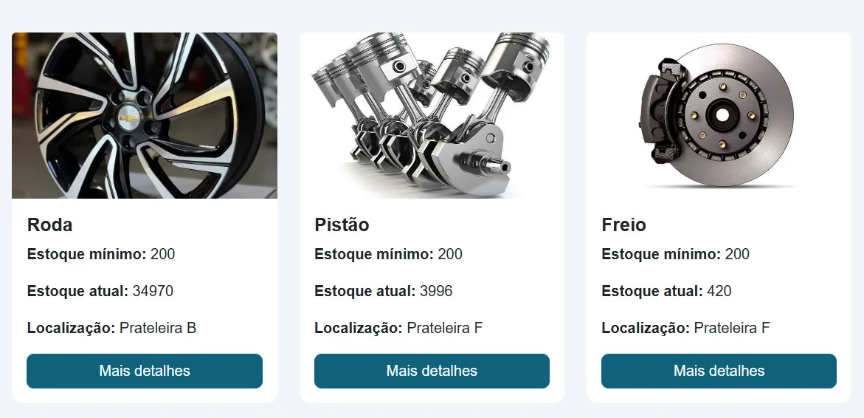 Roda
Estoque mínimo: 200
Estoque atual: 34970
Localização: Prateleira B
Mais detalhes
Pistão
Estoque mínimo: 200
Estoque atual: 3996
Localização: Prateleira F
Mais detalhes
Freio
Estoque mínimo: 200
Estoque atual: 420
Localização: Prateleira F
Mais detalhes